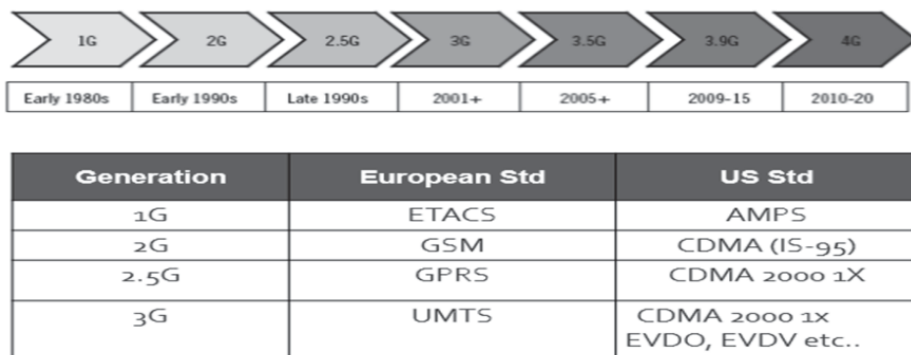 1G 2G 2.5G 3G 3.5G 3.9G 4G
Early 1980s Early 1990s Late 1990s 2001+ 2005+ 2009-15 2010-20
Generation European Std US Std
1G ETACS AMPS
2G GSM CDMA (IS-95)
2.5G GPRS CDMA 2000 1X
3G UMTS CDMA 2000 1x
EVDO, EVDV etc..